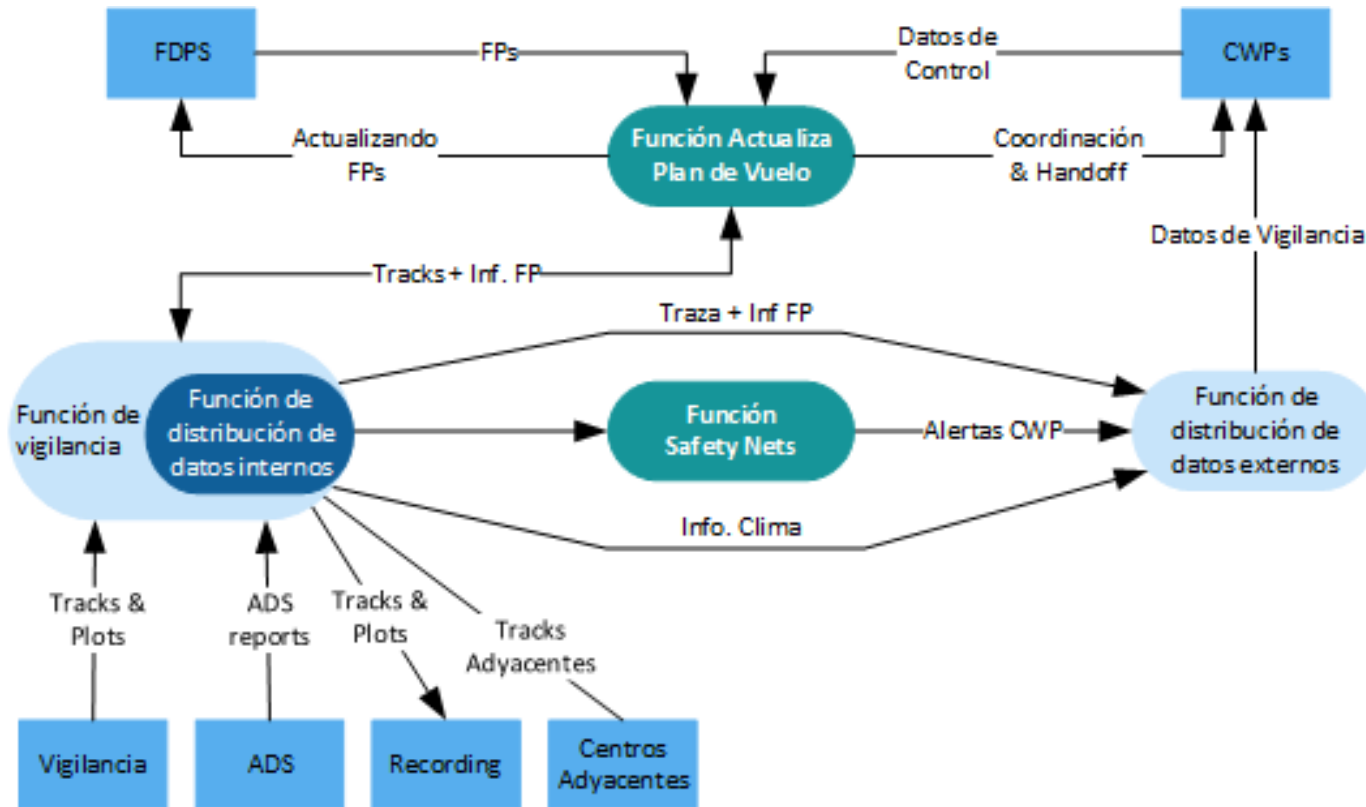 FDPS
FPs
Datos de
Control
CWPs
Actualizando
FPs
Función Actualiza
Plan de Vuelo
Coordinación
& Handoff
Datos de Vigilancia
Tracks + Inf. FP
Traza + Inf FP
Función de
vigilancia
Función de
distribución de
datos internos
Función
Safety Nets
Alertas CWP
Función de
distribución de
datos externos
Info. Clima
Tracks &
Plots
ADS
reports
Tracks &
Plots
Tracks
Adyacentes
Vigilancia
ADS
Recording
Centros
Adyacentes